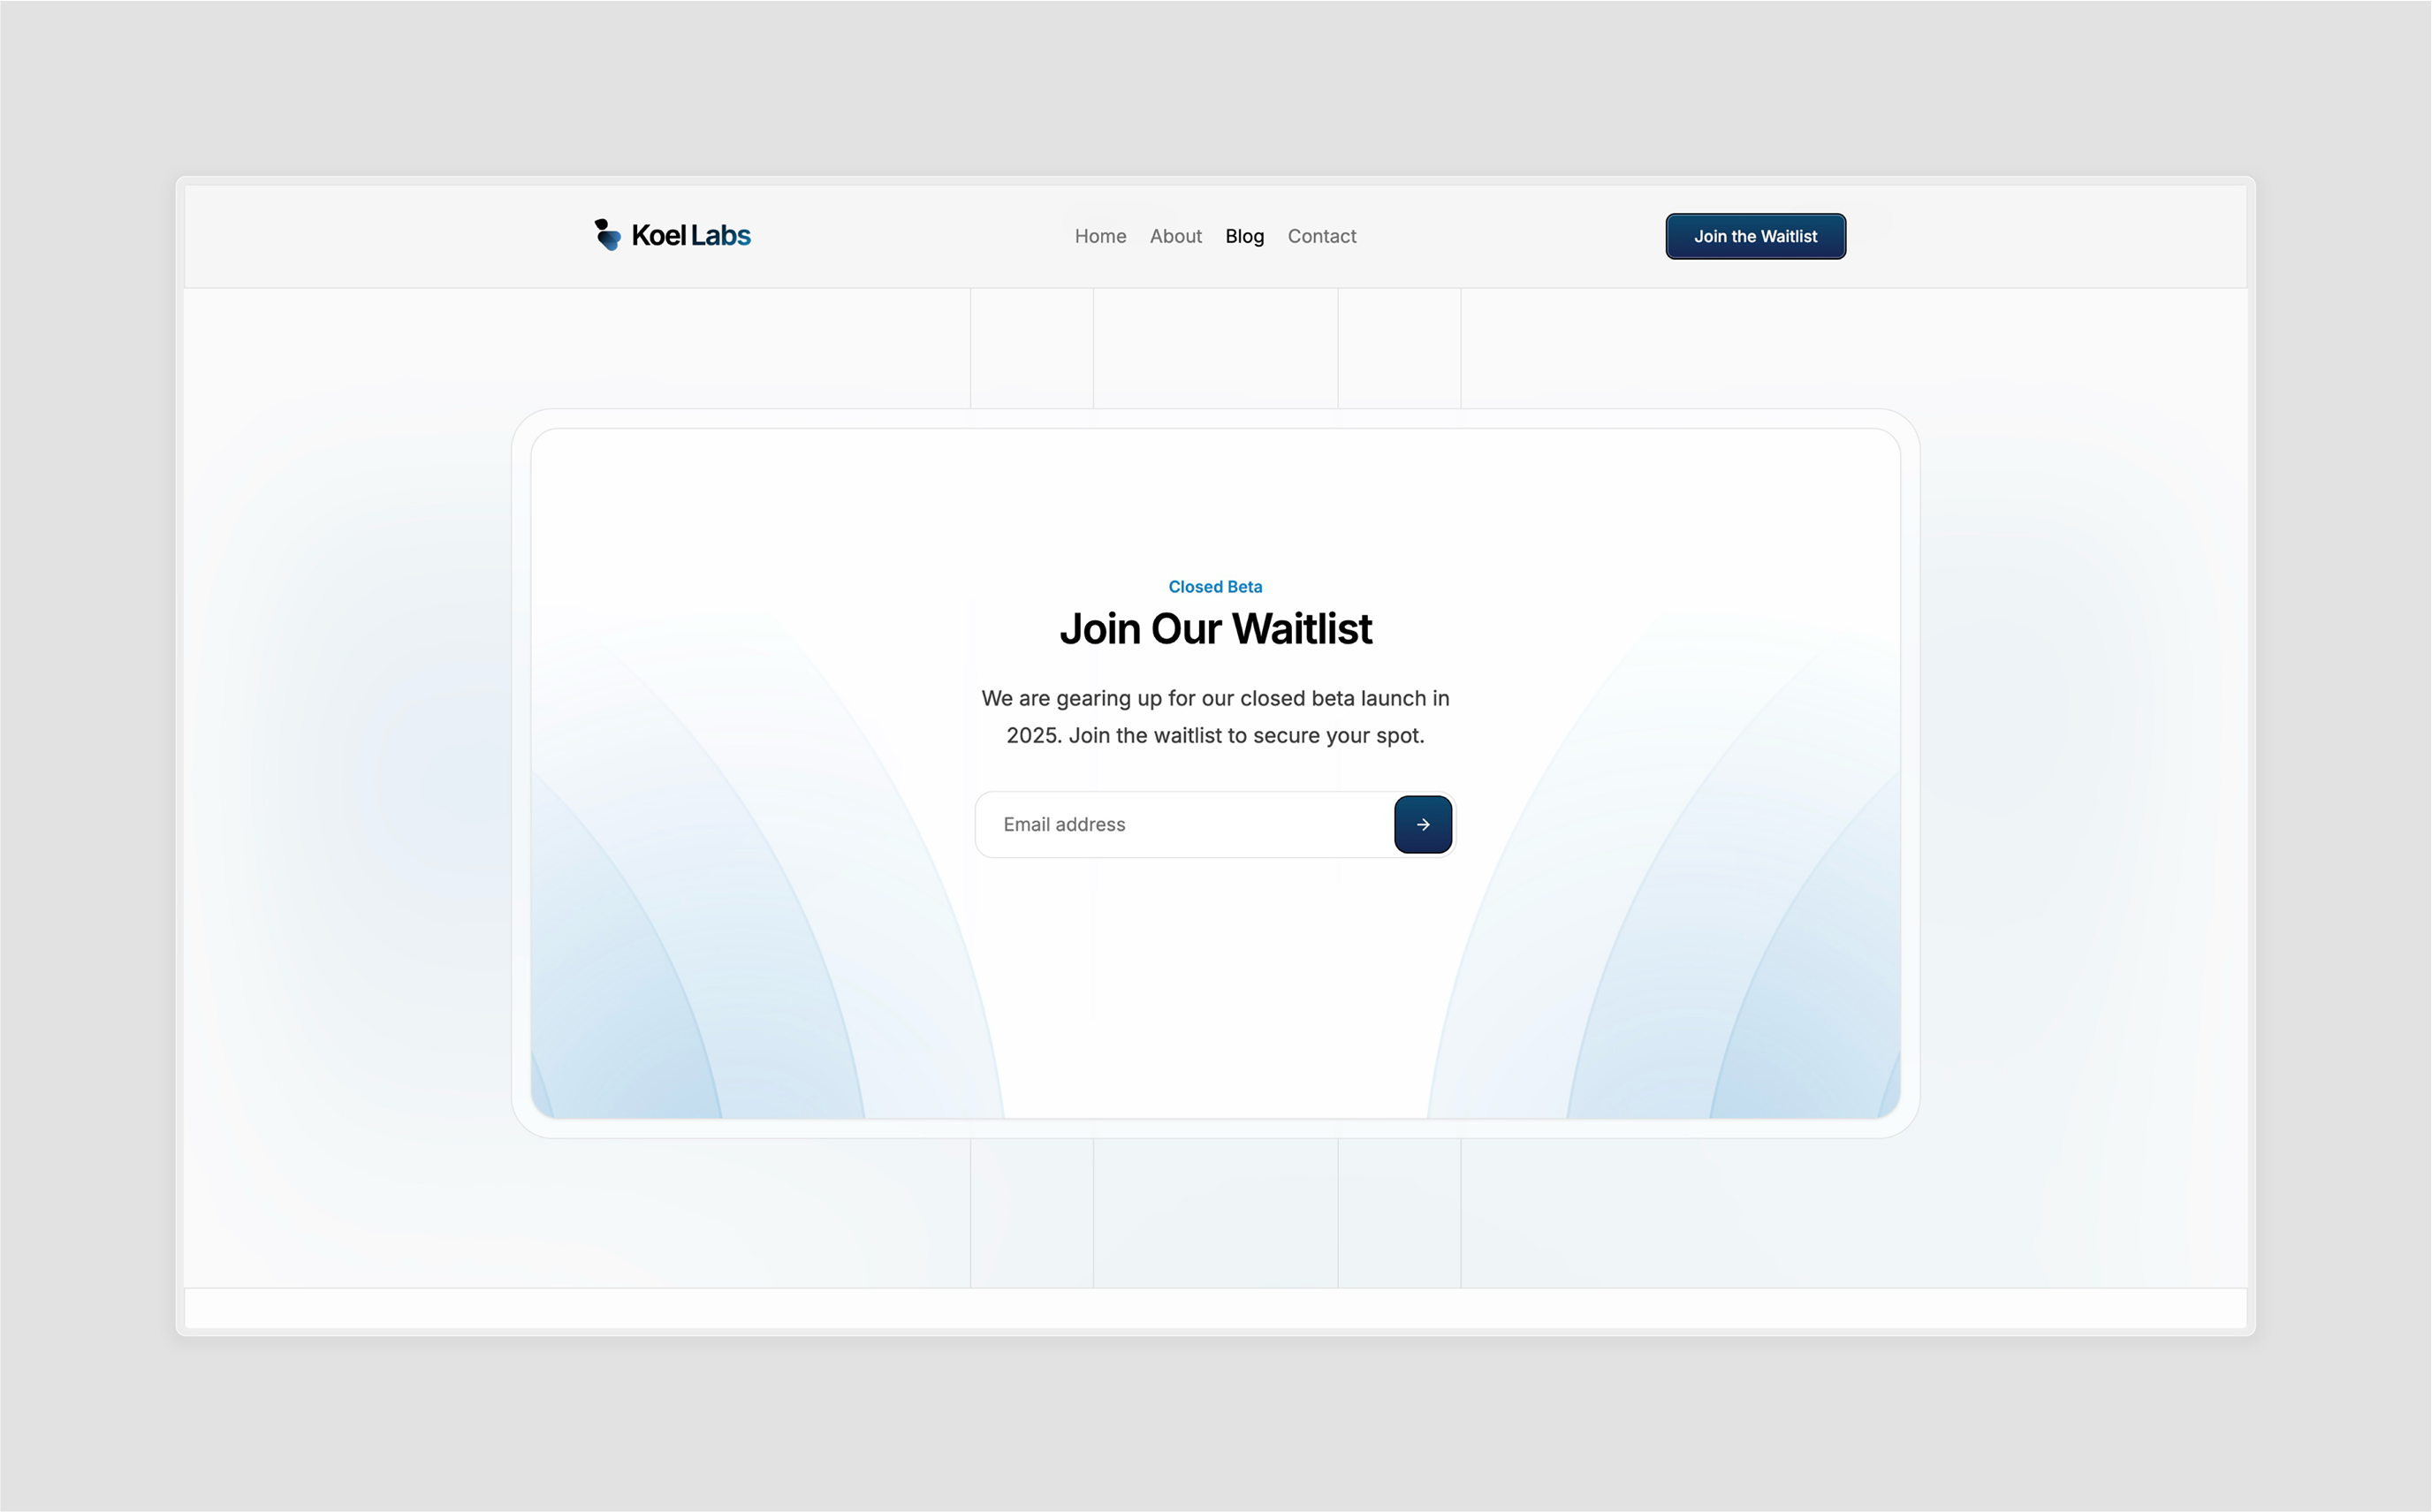 Koel Labs
Home About Blog Contact
Join the Waitlist
Closed Beta
Join Our Waitlist
We are gearing up for our closed beta launch in
2025. Join the waitlist to secure your spot.
Email address